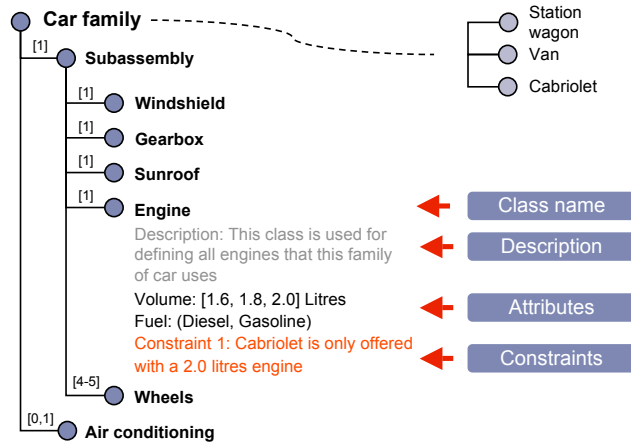 Car family
Station
wagon
Van
Cabriolet
[1]
Subassembly
[1]
Windshield
[1]
Gearbox
[1]
Sunroof
[1]
Engine
Class name
Description: This class is used for
defining all engines that this family
of car uses
Description
Volume: [1.6, 1.8, 2.0] Litres
Fuel: (Diesel, Gasoline)
Attributes
Constraint 1: Cabriolet is only offered
with a 2.0 litres engine
Constraints
[4-5]
Wheels
[0,1]
Air conditioning